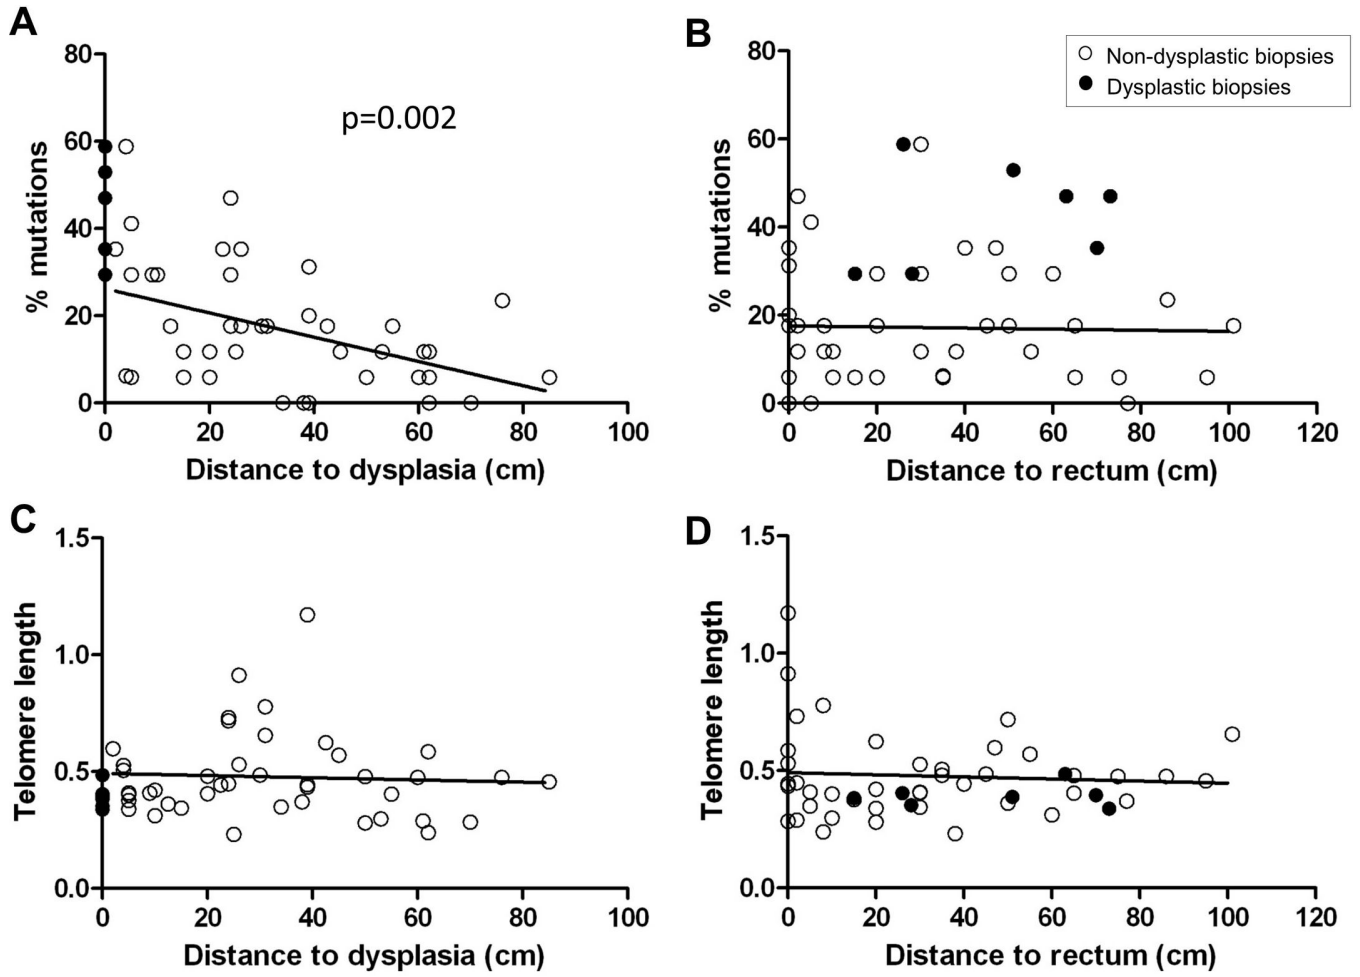 A
80
60
40
20
0
% mutations
p=0.002
0 20 40 60 80 100
Distance to dysplasia (cm)
B
Non-dysplastic biopsies
Dysplastic biopsies
80
60
40
20
0
% mutations
0 20 40 60 80 100 120
Distance to rectum (cm)
C
1.5
1.0
0.5
0.0
Telomere length
0 20 40 60 80 100
Distance to dysplasia (cm)
D
1.5
1.0
0.5
0.0
Telomere length
0 20 40 60 80 100 120
Distance to rectum (cm)